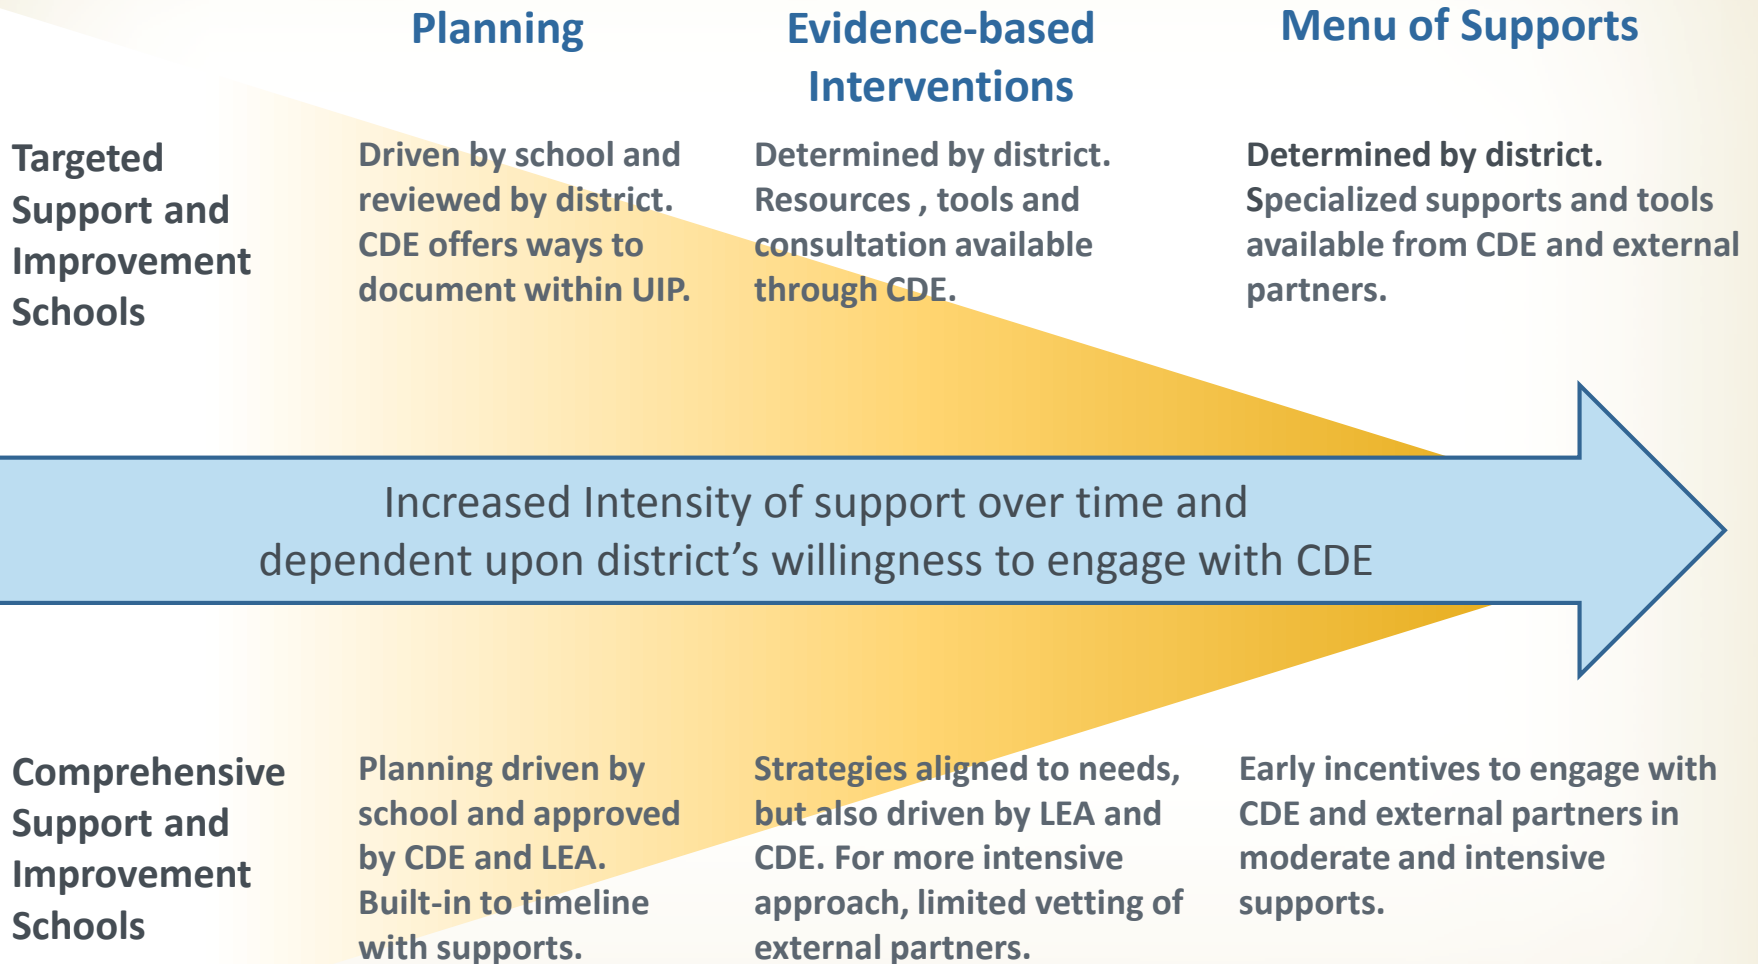 Planning
Evidence-based
Interventions
Menu of Supports
Targeted
Support and
Improvement
Schools
Driven by school and
reviewed by district.
CDE offers ways to
document within UIP.
Determined by district.
Resources , tools and
consultation available
through CDE.
Determined by district.
Specialized supports and tools
available from CDE and external
partners.
Increased Intensity of support over time and
dependent upon district’s willingness to engage with CDE
Comprehensive
Support and
Improvement
Schools
Planning driven by
school and approved
by CDE and LEA.
Built-in to timeline
with supports.
Strategies aligned to needs,
but also driven by LEA and
CDE. For more intensive
approach, limited vetting of
external partners.
Early incentives to engage with
CDE and external partners in
moderate and intensive
supports.